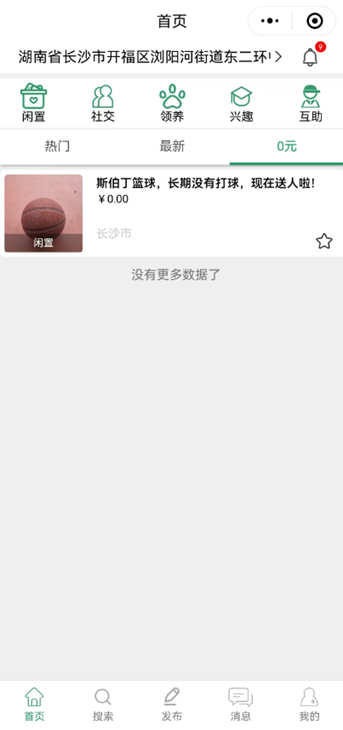 首页
湖南省长沙市开福区浏阳河街道东二环
9
闲置 社交 领养 兴趣 互助
热门 最新 0元
斯伯丁篮球，长期没有打球，现在送人啦！
￥0.00
闲置
长沙市
没有更多数据了
首页 搜索 发布 消息 我的